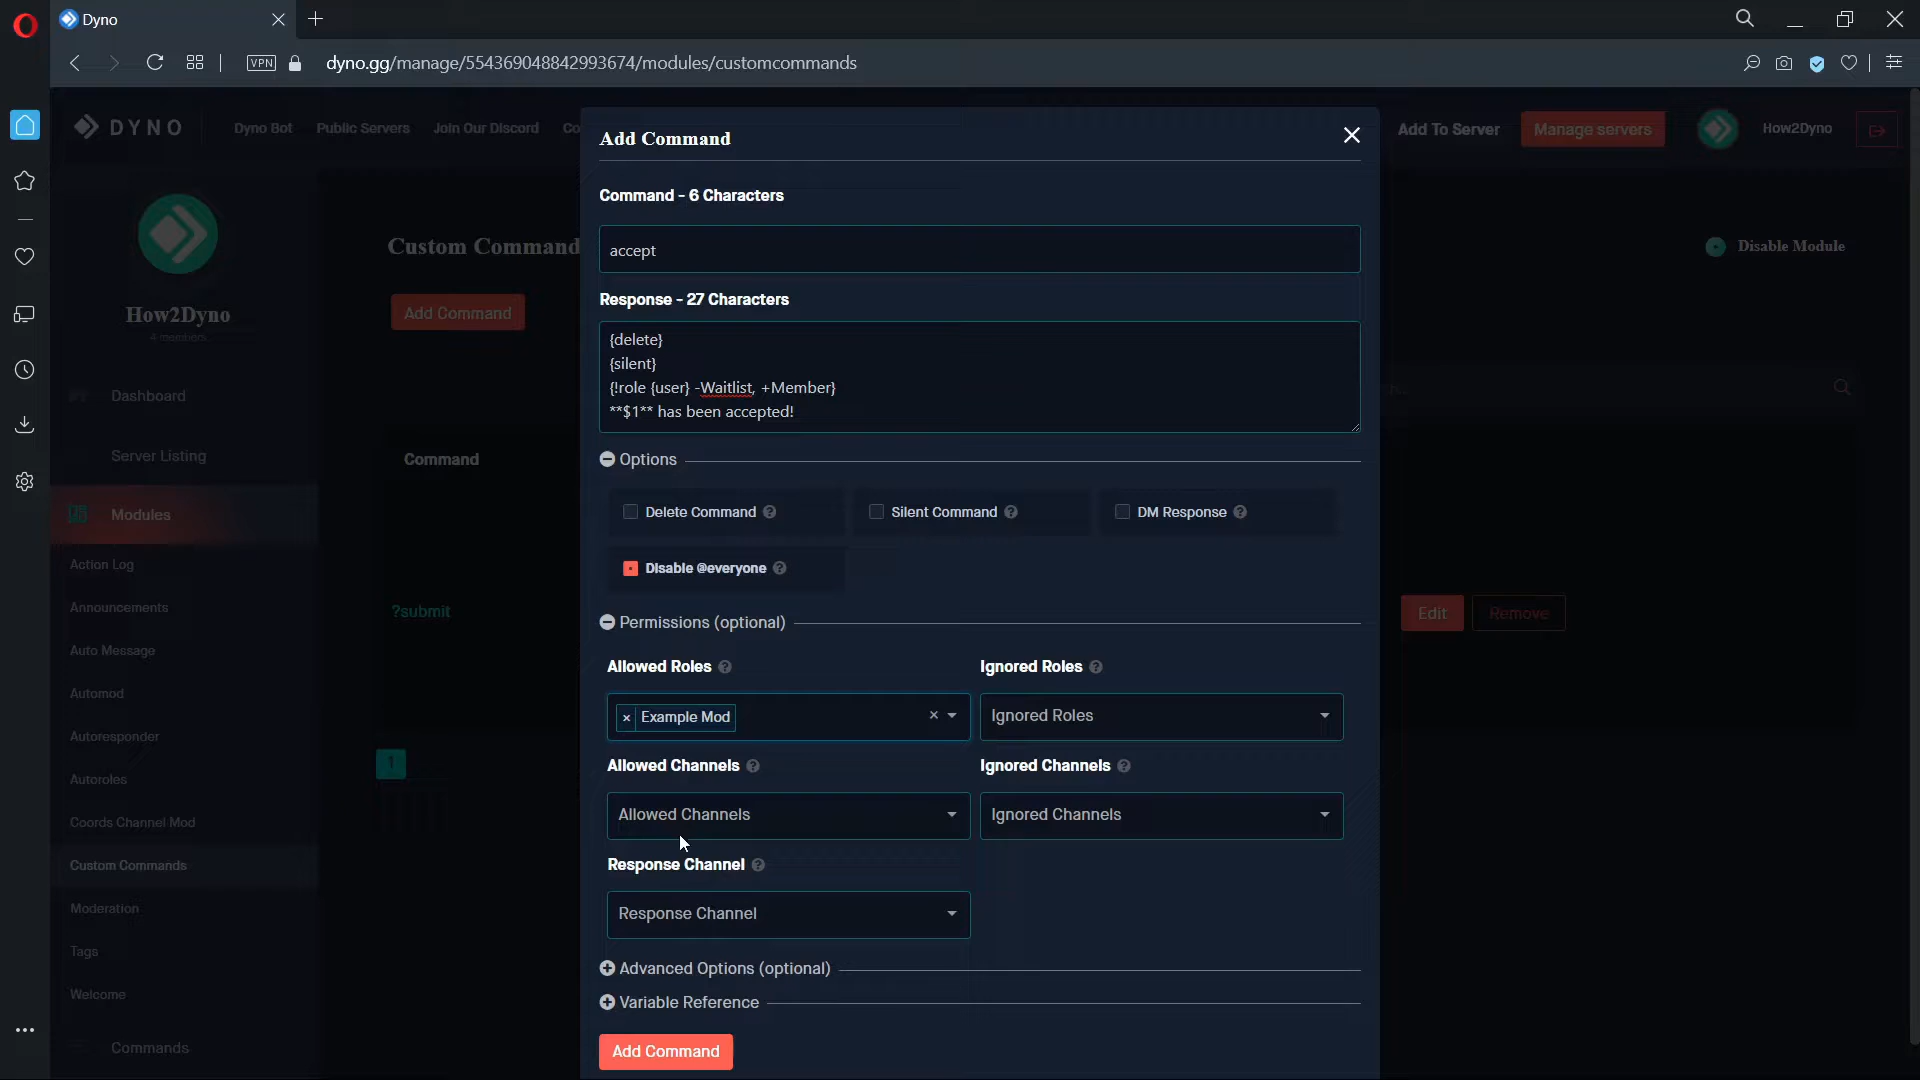 Dyno
VPN
dyno.gg/manage/554369048842993674/modules/customcommands
DYNO
Dyno Bot
Public Servers
Join Our Discord
Co
Add To Server
Manage servers
How2Dyno
How2Dyno
4 members
Dashboard
Server Listing
Modules
Action Log
Announcements
Auto Message
Automod
Autoresponder
Autoroles
Coords Channel Mod
Custom Commands
Moderation
Tags
Welcome
Commands
Custom Command
Disable Module
Add Command
Command
?submit
Edit
Remove
1
Add Command
Command - 6 Characters
accept
Response - 27 Characters
{delete}
{silent}
{!role {user} -Waitlist, +Member}
**$1** has been accepted!
Options
Delete Command ?
Silent Command ?
DM Response ?
Disable @everyone ?
Permissions (optional)
Allowed Roles ?
Ignored Roles ?
× Example Mod ×
Ignored Roles
Allowed Channels ?
Ignored Channels ?
Allowed Channels
Ignored Channels
Response Channel ?
Response Channel
Advanced Options (optional)
Variable Reference
Add Command